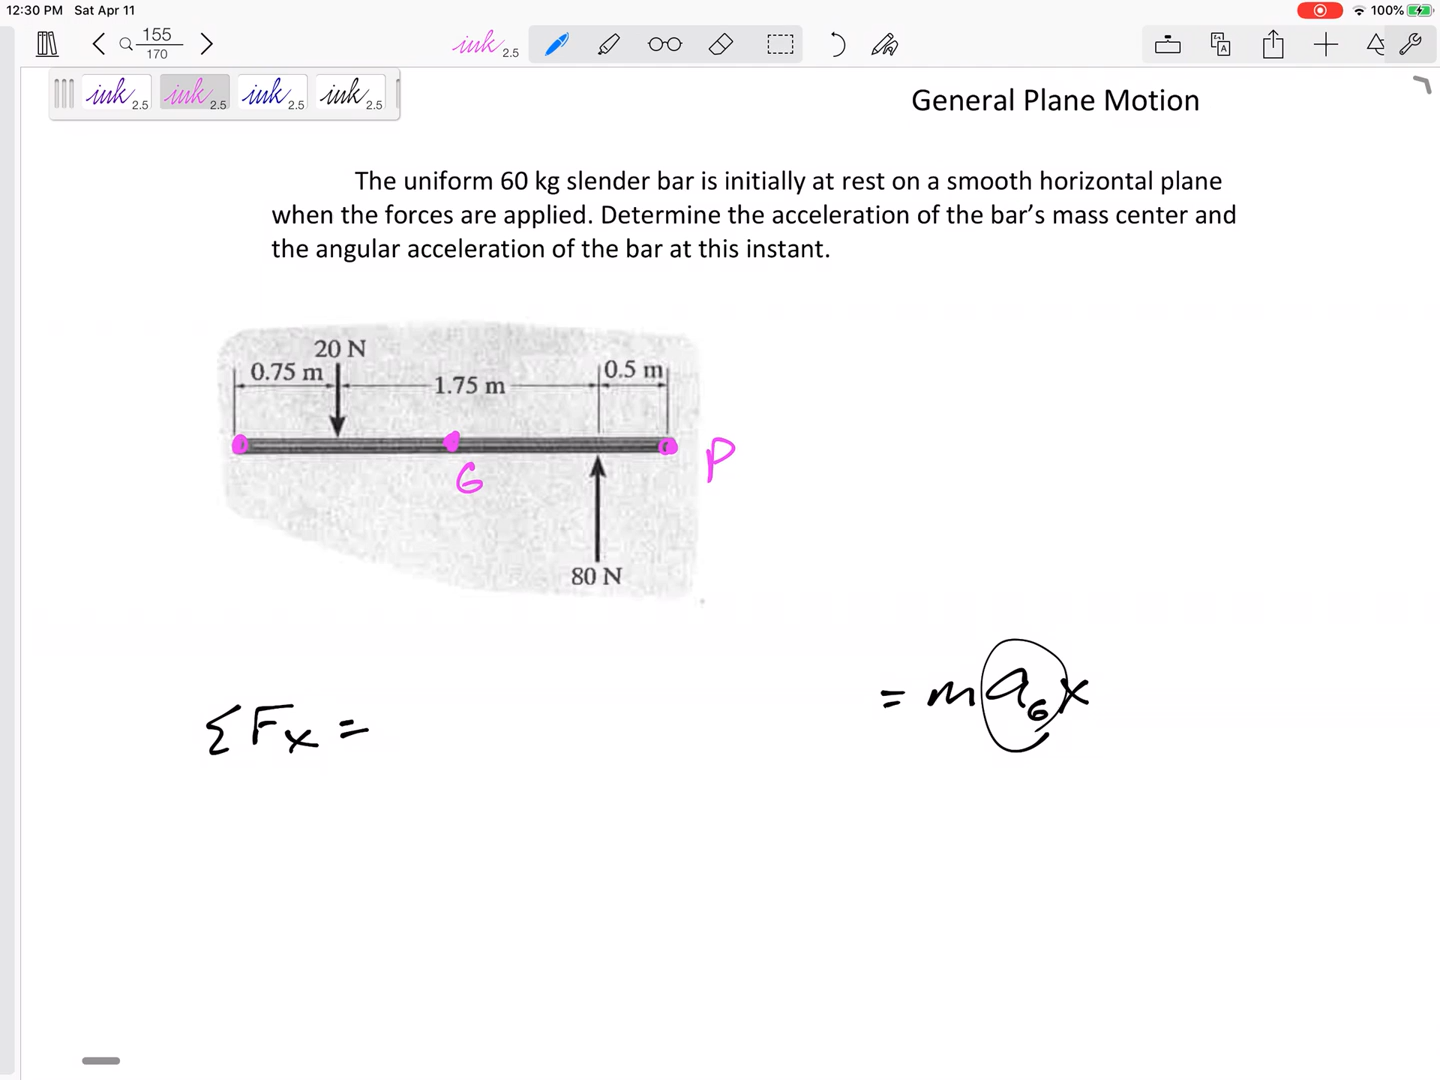 12:30 PM Sat Apr 11
100%
155
170
ink 2.5
ink 2.5
ink 2.5
ink 2.5
ink 2.5
General Plane Motion
The uniform 60 kg slender bar is initially at rest on a smooth horizontal plane
when the forces are applied. Determine the acceleration of the bar’s mass center and
the angular acceleration of the bar at this instant.
20 N
0.75 m
1.75 m
0.5 m
G
P
80 N
ΣFx =
= m aGx